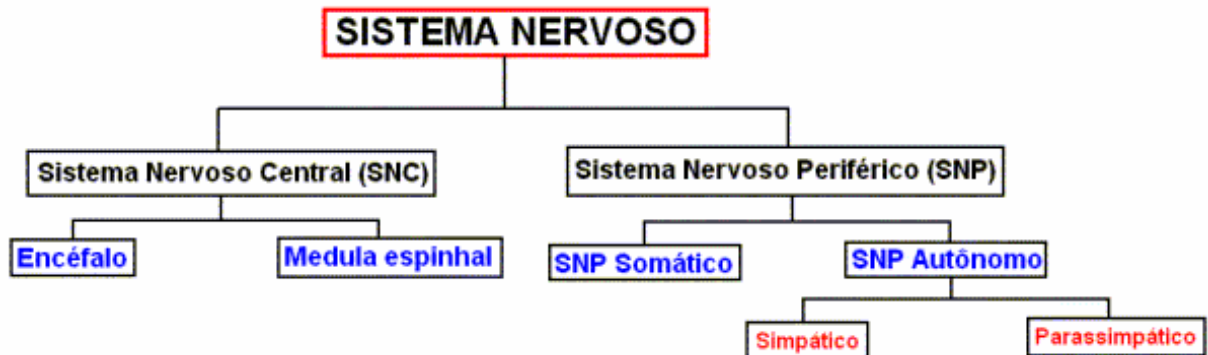 SISTEMA NERVOSO
Sistema Nervoso Central (SNC)
Sistema Nervoso Periférico (SNP)
Encéfalo
Medula espinhal
SNP Somático
SNP Autônomo
Simpático
Parassimpático